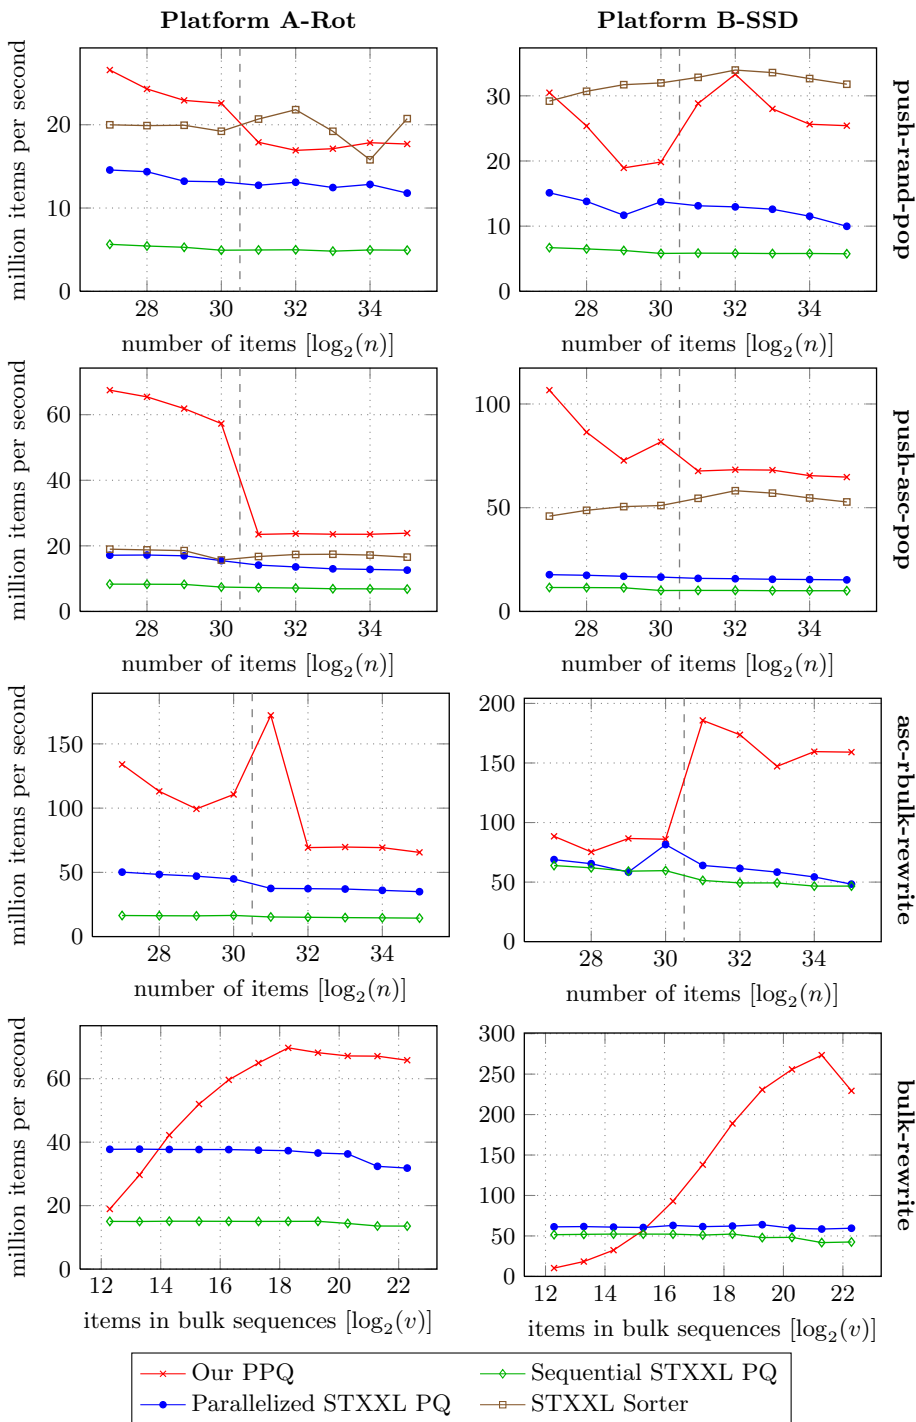 Platform A-Rot
Platform B-SSD
million items per second
20
10
0
28 30 32 34
number of items [log2(n)]
30
20
10
0
28 30 32 34
number of items [log2(n)]
push-rand-pop
million items per second
60
40
20
0
28 30 32 34
number of items [log2(n)]
100
50
0
28 30 32 34
number of items [log2(n)]
push-asc-pop
million items per second
150
100
50
0
28 30 32 34
number of items [log2(n)]
200
150
100
50
0
28 30 32 34
number of items [log2(n)]
asc-rbulk-rewrite
million items per second
60
40
20
0
12 14 16 18 20 22
items in bulk sequences [log2(v)]
300
250
200
150
100
50
0
12 14 16 18 20 22
items in bulk sequences [log2(v)]
bulk-rewrite
Our PPQ
Sequential STXXL PQ
Parallelized STXXL PQ
STXXL Sorter